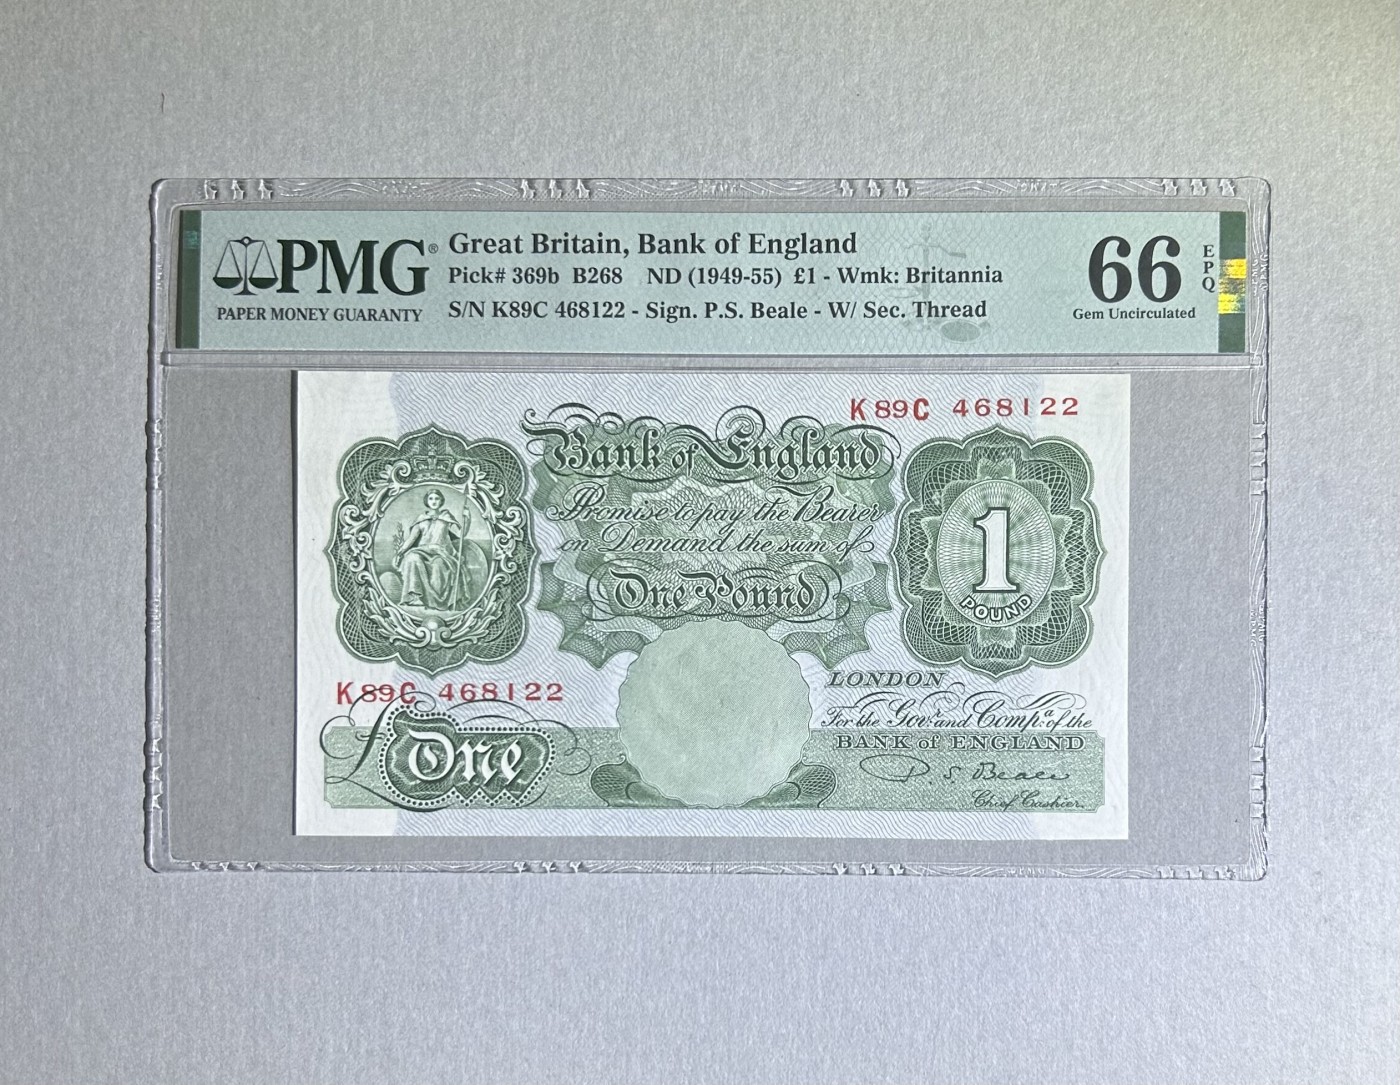 PMG®
PAPER MONEY GUARANTY
Great Britain, Bank of England
Pick# 369b B268 ND (1949-55) £1 - Wmk: Britannia
S/N K89C 468122 - Sign. P.S. Beale - W/ Sec. Thread
66
Gem Uncirculated
EPQ
K89C 468122
Bank of England
Promise to pay the Bearer
on Demand the sum of
One Pound
1
POUND
K89C 468122
£One
LONDON
For the Govr. and Compa. of the
BANK of ENGLAND
P. S. Beale
Chief Cashier.